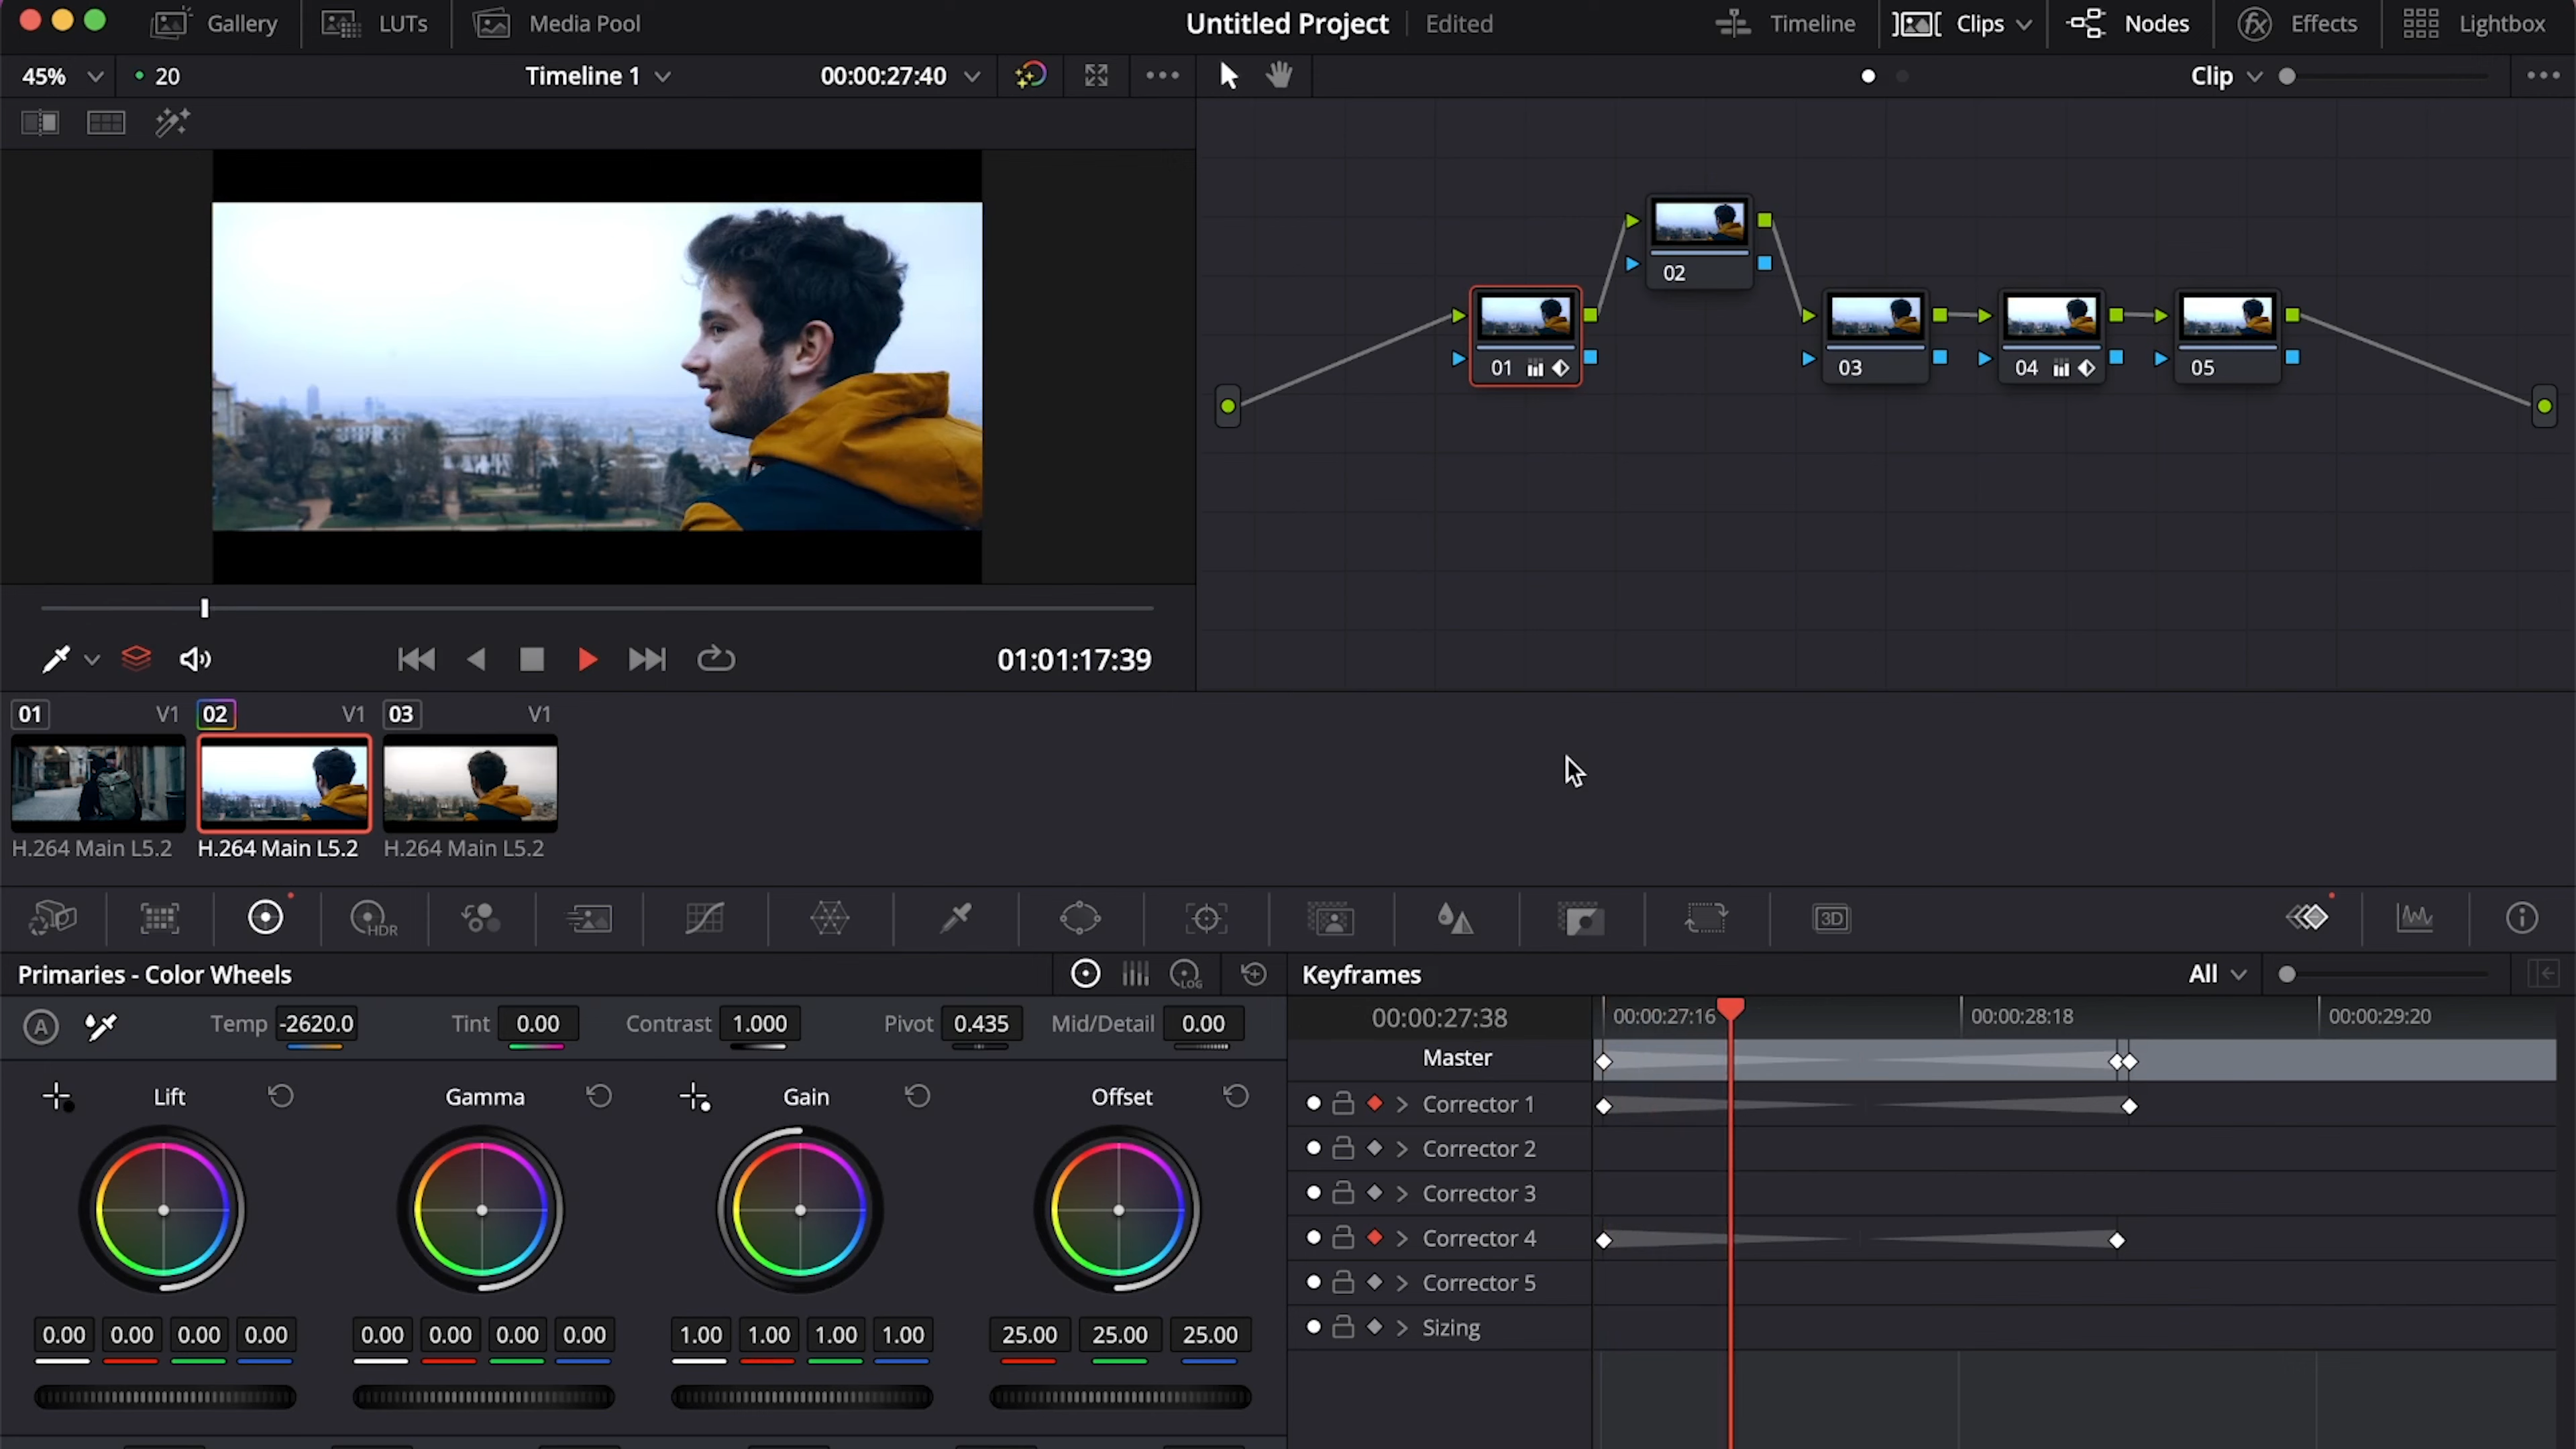 Gallery LUTs Media Pool Untitled Project Edited Timeline Clips Nodes Effects Lightbox
45% 20 Timeline 1 00:00:27:40 Clip
02
01 03 04 05
01:01:17:39
01 V1 02 V1 03 V1
H.264 Main L5.2 H.264 Main L5.2 H.264 Main L5.2
HDR 3D
Primaries - Color Wheels LOG Keyframes All
A Temp -2620.0 Tint 0.00 Contrast 1.000 Pivot 0.435 Mid/Detail 0.00
00:00:27:38 00:00:27:16 00:00:28:18 00:00:29:20
Master
Lift Gamma Gain Offset
Corrector 1
Corrector 2
Corrector 3
Corrector 4
Corrector 5
Sizing
0.00 0.00 0.00 0.00 0.00 0.00 0.00 0.00 1.00 1.00 1.00 1.00 25.00 25.00 25.00